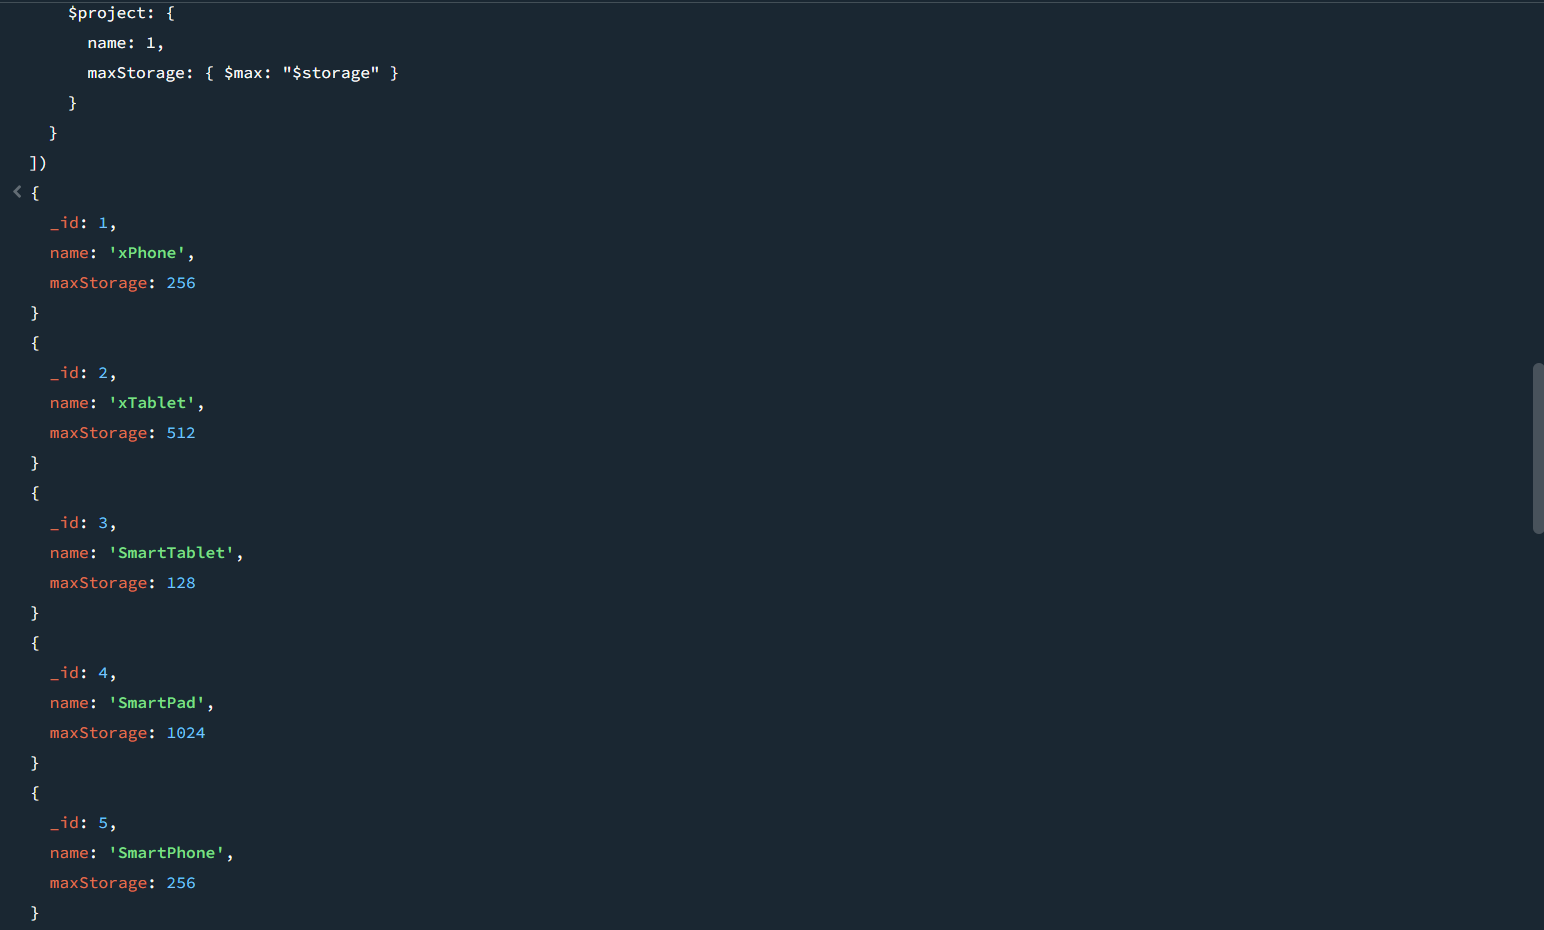 $project: {
name: 1,
maxStorage: { $max: "$storage" }
}
}
])
{
_id: 1,
name: 'xPhone',
maxStorage: 256
}
{
_id: 2,
name: 'xTablet',
maxStorage: 512
}
{
_id: 3,
name: 'SmartTablet',
maxStorage: 128
}
{
_id: 4,
name: 'SmartPad',
maxStorage: 1024
}
{
_id: 5,
name: 'SmartPhone',
maxStorage: 256
}